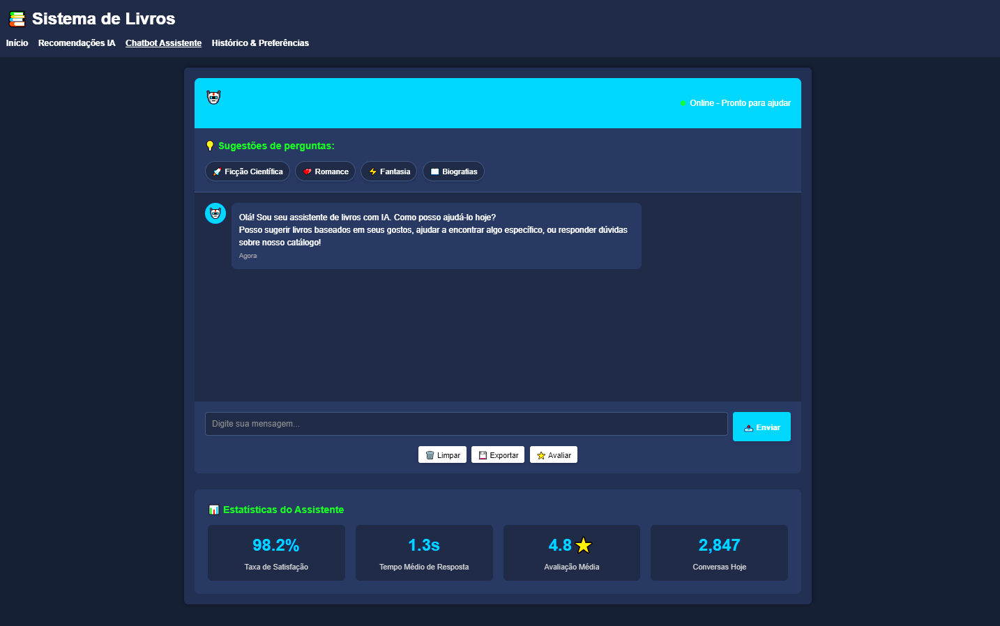 Sistema de Livros
Início Recomendações IA Chatbot Assistente Histórico & Preferências
Online - Pronto para ajudar
Sugestões de perguntas:
Ficção Científica Romance Fantasia Biografias
Olá! Sou seu assistente de livros com IA. Como posso ajudá-lo hoje?
Posso sugerir livros baseados em seus gostos, ajudar a encontrar algo específico, ou responder dúvidas
sobre nosso catálogo!
Agora
Digite sua mensagem...
Enviar
Limpar Exportar Avaliar
Estatísticas do Assistente
98.2%
Taxa de Satisfação
1.3s
Tempo Médio de Resposta
4.8
Avaliação Média
2,847
Conversas Hoje